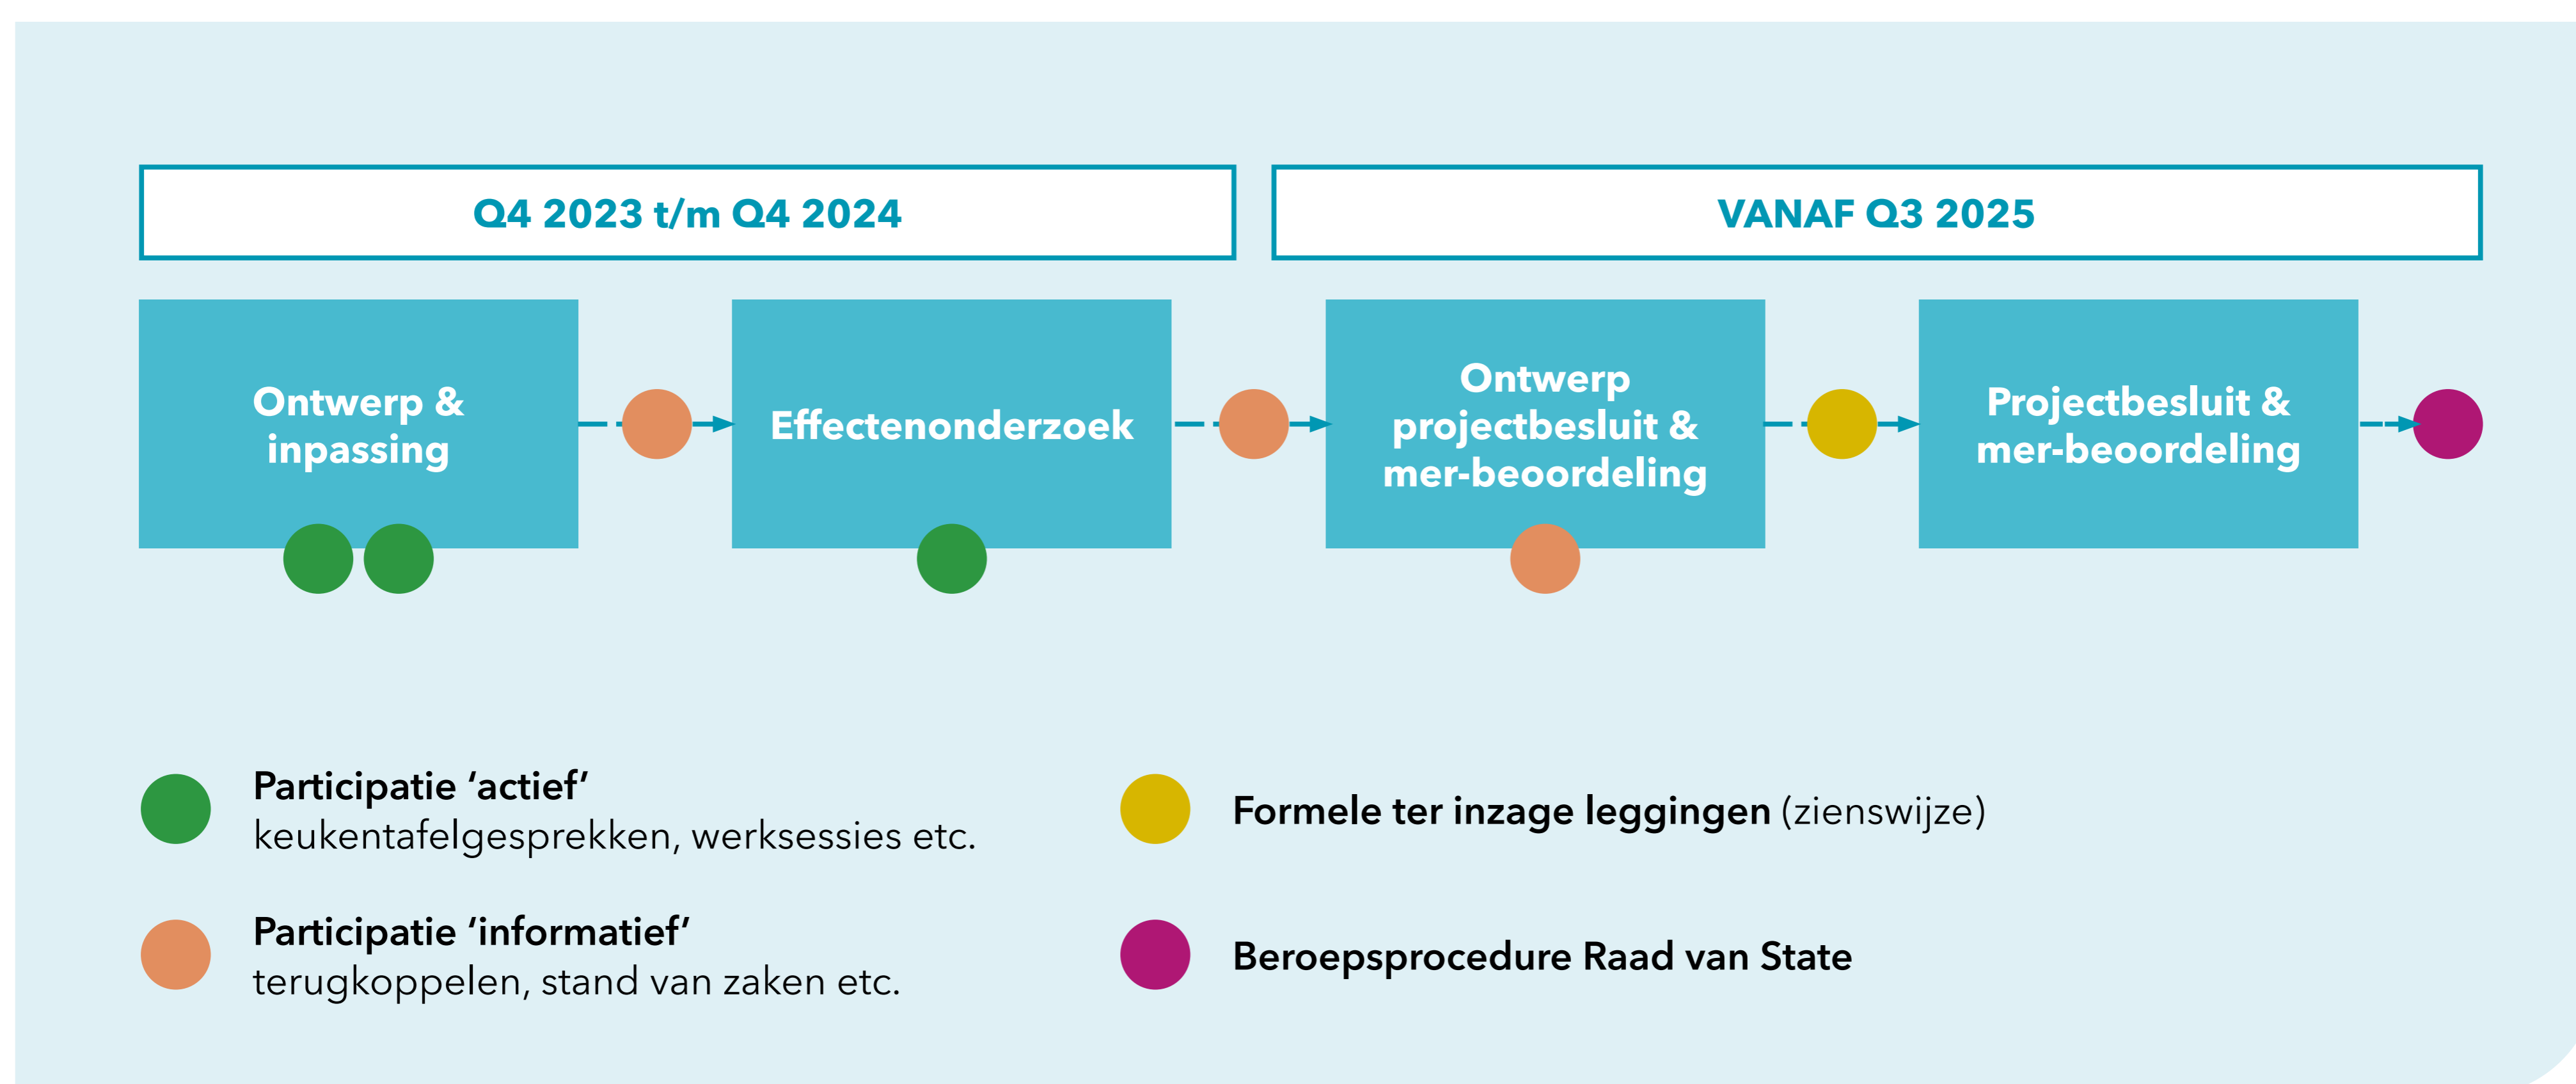 Q4 2023 t/m Q4 2024
VANAF Q3 2025
Ontwerp &
inpassing
Effectenonderzoek
Ontwerp
projectbesluit &
mer-beoordeling
Projectbesluit &
mer-beoordeling
Participatie ‘actief’
keukentafelgesprekken, werksessies etc.
Participatie ‘informatief’
terugkoppelen, stand van zaken etc.
Formele ter inzage leggingen (zienswijze)
Beroepsprocedure Raad van State